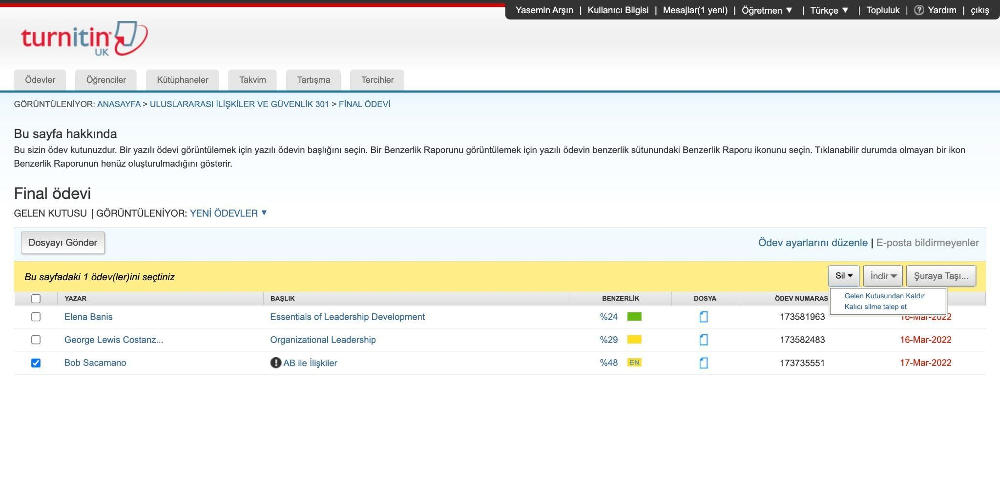 Yasemin Arşın | Kullanıcı Bilgisi | Mesajlar(1 yeni) | Öğretmen ▼ | Türkçe ▼ | Topluluk | ? Yardım | çıkış
turnitin
UK
Ödevler Öğrenciler Kütüphaneler Takvim Tartışma Tercihler
GÖRÜNTÜLENİYOR: ANASAYFA > ULUSLARARASI İLİŞKİLER VE GÜVENLİK 301 > FİNAL ÖDEVİ
Bu sayfa hakkında
Bu sizin ödev kutunuzdur. Bir yazılı ödevi görüntülemek için yazılı ödevin başlığını seçin. Bir Benzerlik Raporunu görüntülemek için yazılı ödevin benzerlik sütunundaki Benzerlik Raporu ikonunu seçin. Tıklanabilir durumda olmayan bir ikon
Benzerlik Raporunun henüz oluşturulmadığını gösterir.
Final ödevi
GELEN KUTUSU | GÖRÜNTÜLENİYOR: YENİ ÖDEVLER ▼
Dosyayı Gönder Ödev ayarlarını düzenle | E-posta bildirmeyenler
Bu sayfadaki 1 ödev(ler)ini seçtiniz Sil ▼ İndir ▼ Şuraya Taşı...
YAZAR BAŞLIK BENZERLİK DOSYA ÖDEV NUMARAS
Gelen Kutusundan Kaldır
Kalıcı silme talep et
Elena Banis Essentials of Leadership Development %24 173581963 16-Mar-2022
George Lewis Costanz... Organizational Leadership %29 173582483 16-Mar-2022
Bob Sacamano AB ile İlişkiler %48 EN 173735551 17-Mar-2022